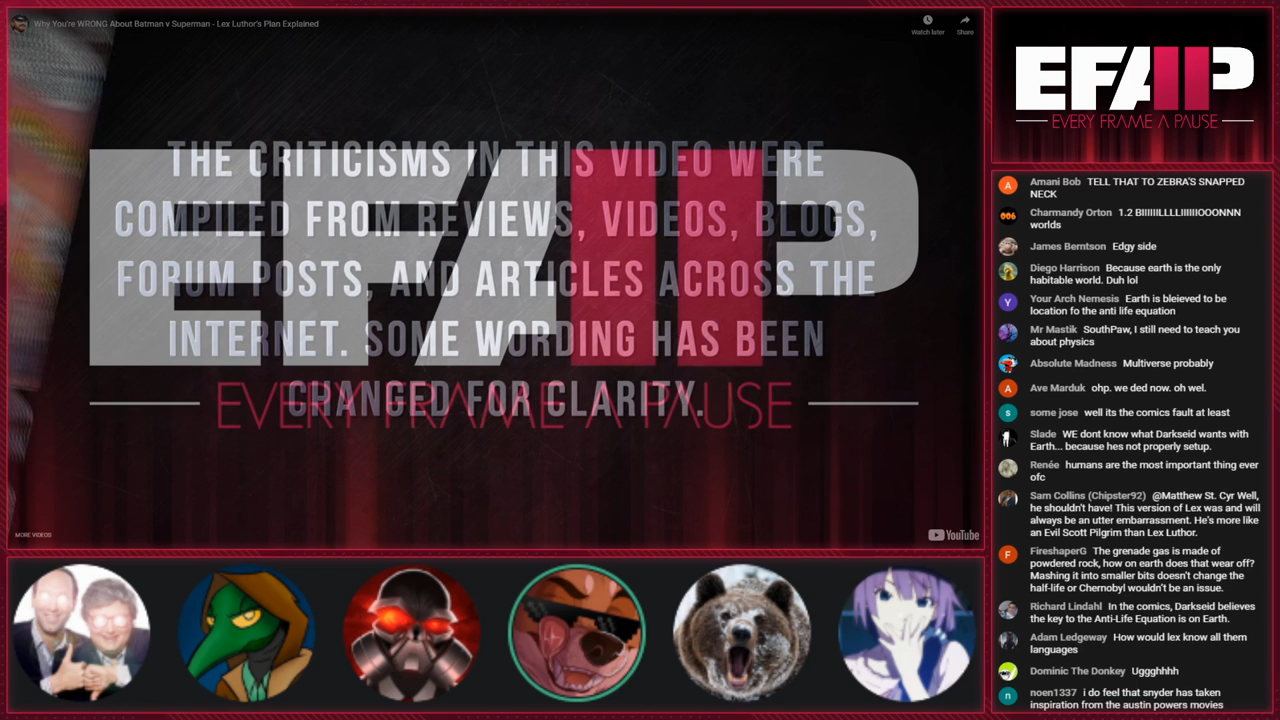 Why You're WRONG About Batman v Superman - Lex Luthor's Plan Explained
Watch later
Share
THE CRITICISMS IN THIS VIDEO WERE
COMPILED FROM REVIEWS, VIDEOS, BLOGS,
FORUM POSTS, AND ARTICLES ACROSS THE
INTERNET. SOME WORDING HAS BEEN
CHANGED FOR CLARITY.
EFAP
EVERY FRAME A PAUSE
MORE VIDEOS
YouTube
EFAP
EVERY FRAME A PAUSE
A
Amani Bob TELL THAT TO ZEBRA'S SNAPPED
NECK
Charmandy Orton 1.2 BIIIIIILLLLIIIIIIOOONNN
worlds
James Berntson Edgy side
Diego Harrison Because earth is the only
habitable world. Duh lol
Y
Your Arch Nemesis Earth is bleieved to be
location fo the anti life equation
Mr Mastik SouthPaw, I still need to teach you
about physics
Absolute Madness Multiverse probably
A
Ave Marduk ohp. we ded now. oh wel.
s
some jose well its the comics fault at least
Slade WE dont know what Darkseid wants with
Earth... because hes not properly setup.
Renée humans are the most important thing ever
ofc
Sam Collins (Chipster92) @Matthew St. Cyr Well,
he shouldn't have! This version of Lex was and will
always be an utter embarrassment. He's more like
an Evil Scott Pilgrim than Lex Luthor.
F
FireshaperG The grenade gas is made of
powdered rock, how on earth does that wear off?
Mashing it into smaller bits doesn't change the
half-life or Chernobyl wouldn't be an issue.
Richard Lindahl In the comics, Darkseid believes
the key to the Anti-Life Equation is on Earth.
Adam Ledgeway How would lex know all them
languages
Dominic The Donkey Uggghhhh
n
noen1337 i do feel that snyder has taken
inspiration from the austin powers movies